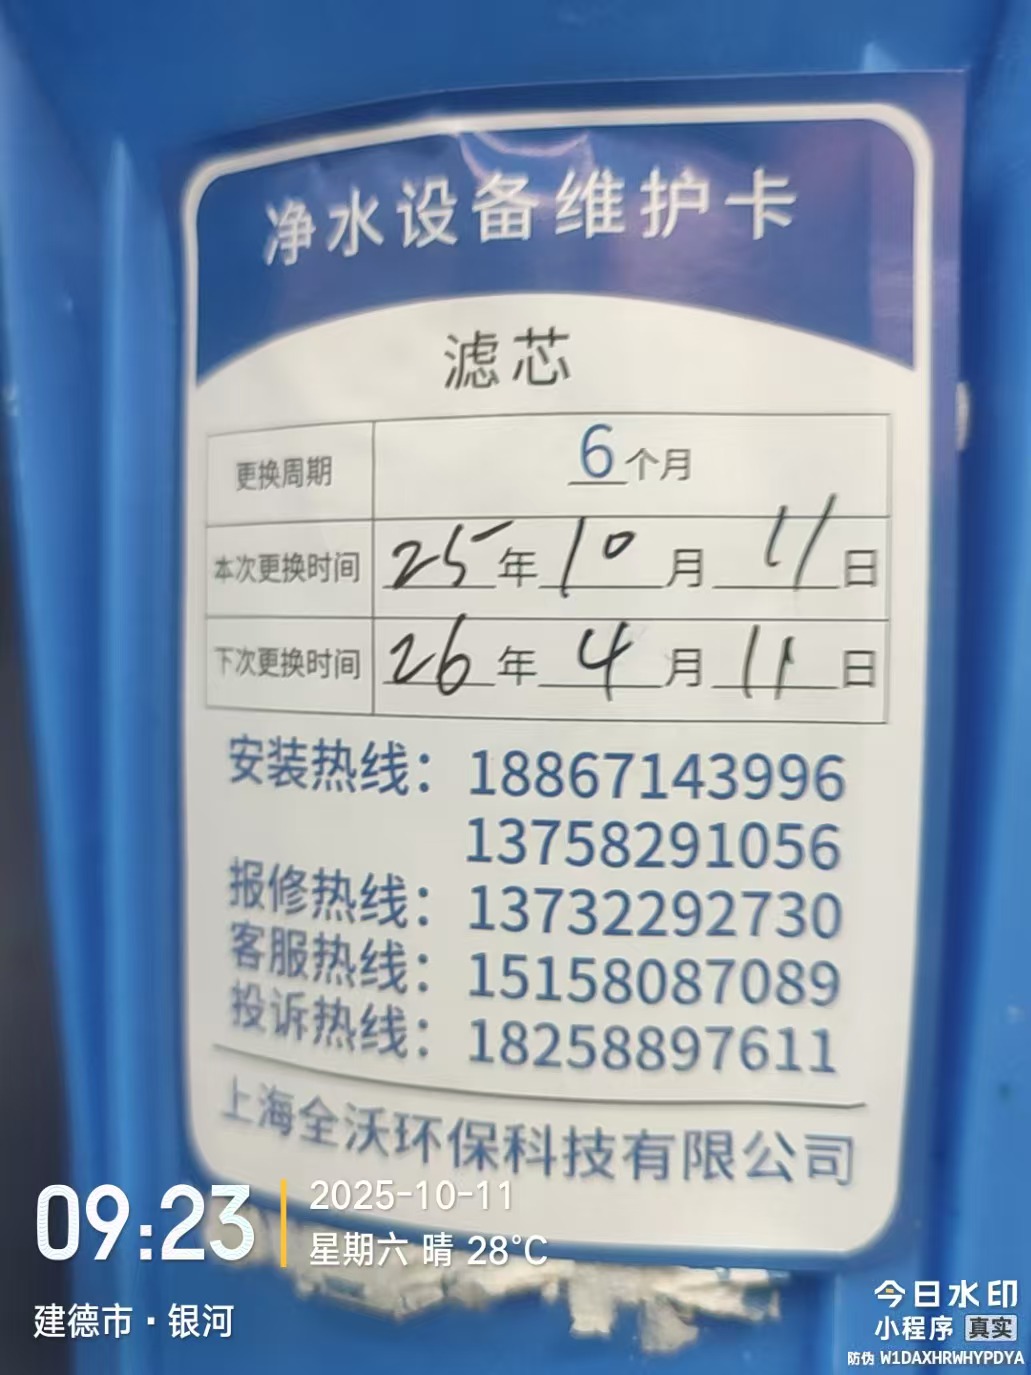 净水设备维护卡
滤芯
更换周期 6个月
本次更换时间 25年10月11日
下次更换时间 26年4月11日
安装热线：18867143996
13758291056
报修热线：13732292730
客服热线：15158087089
投诉热线：18258897611
上海全沃环保科技有限公司
09:23
2025-10-11
星期六 晴 28°C
建德市·银河
今日水印
小程序 真实
防伪 W1DAXHRWHYPDYA